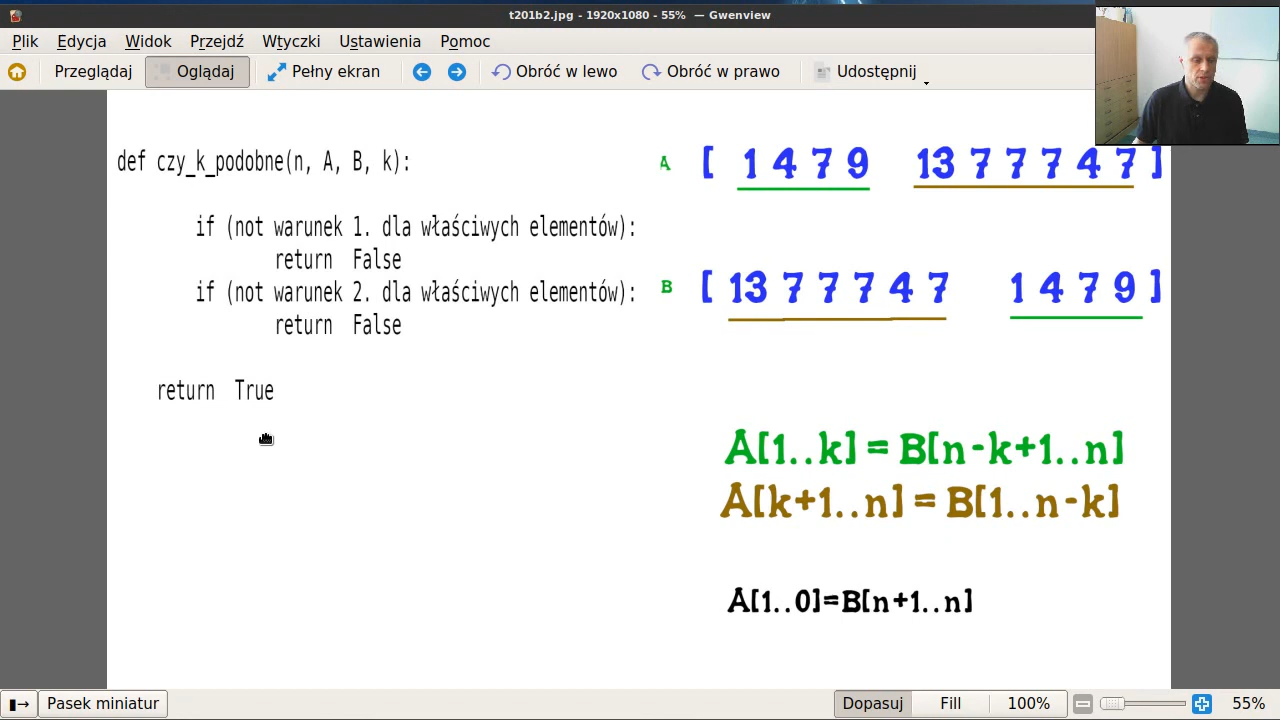 t201b2.jpg - 1920x1080 - 55% — Gwenview
Plik Edycja Widok Przejdź Wtyczki Ustawienia Pomoc
Przeglądaj Oglądaj Pełny ekran Obróć w lewo Obróć w prawo Udostępnij
def czy_k_podobne(n, A, B, k):
if (not warunek 1. dla właściwych elementów):
return False
if (not warunek 2. dla właściwych elementów):
return False
return True
A [ 1 4 7 9 13 7 7 7 4 7 ]
B [ 13 7 7 7 4 7 1 4 7 9 ]
A[1..k] = B[n-k+1..n]
A[k+1..n] = B[1..n-k]
A[1..0]=B[n+1..n]
Pasek miniatur Dopasuj Fill 100% 55%